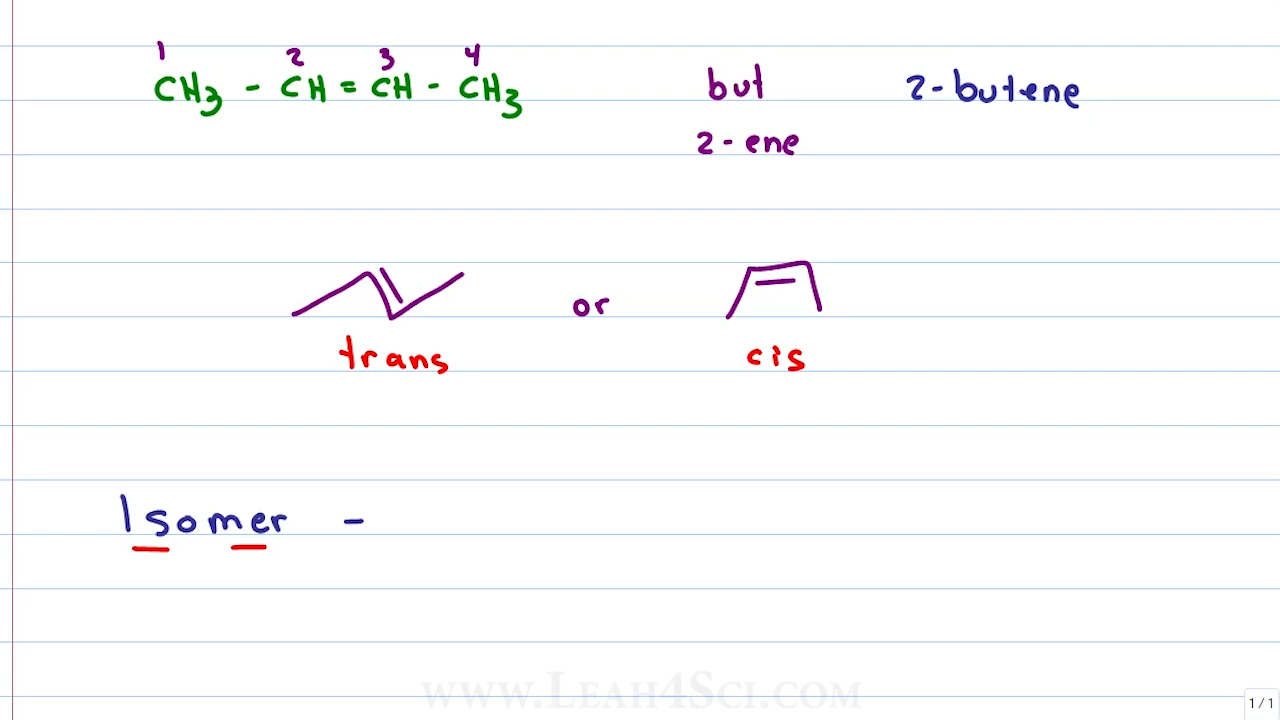 1 2 3 4
CH3 - CH = CH - CH3 but 2-butene
2-ene
or
trans cis
Isomer -
www.Leah4Sci.com
1/1